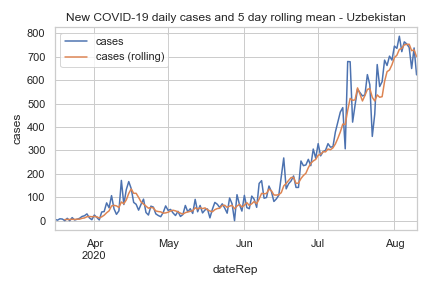 New COVID-19 daily cases and 5 day rolling mean - Uzbekistan
cases
cases (rolling)
800
700
600
500
400
300
200
100
0
cases
Apr
2020
May
Jun
Jul
Aug
dateRep